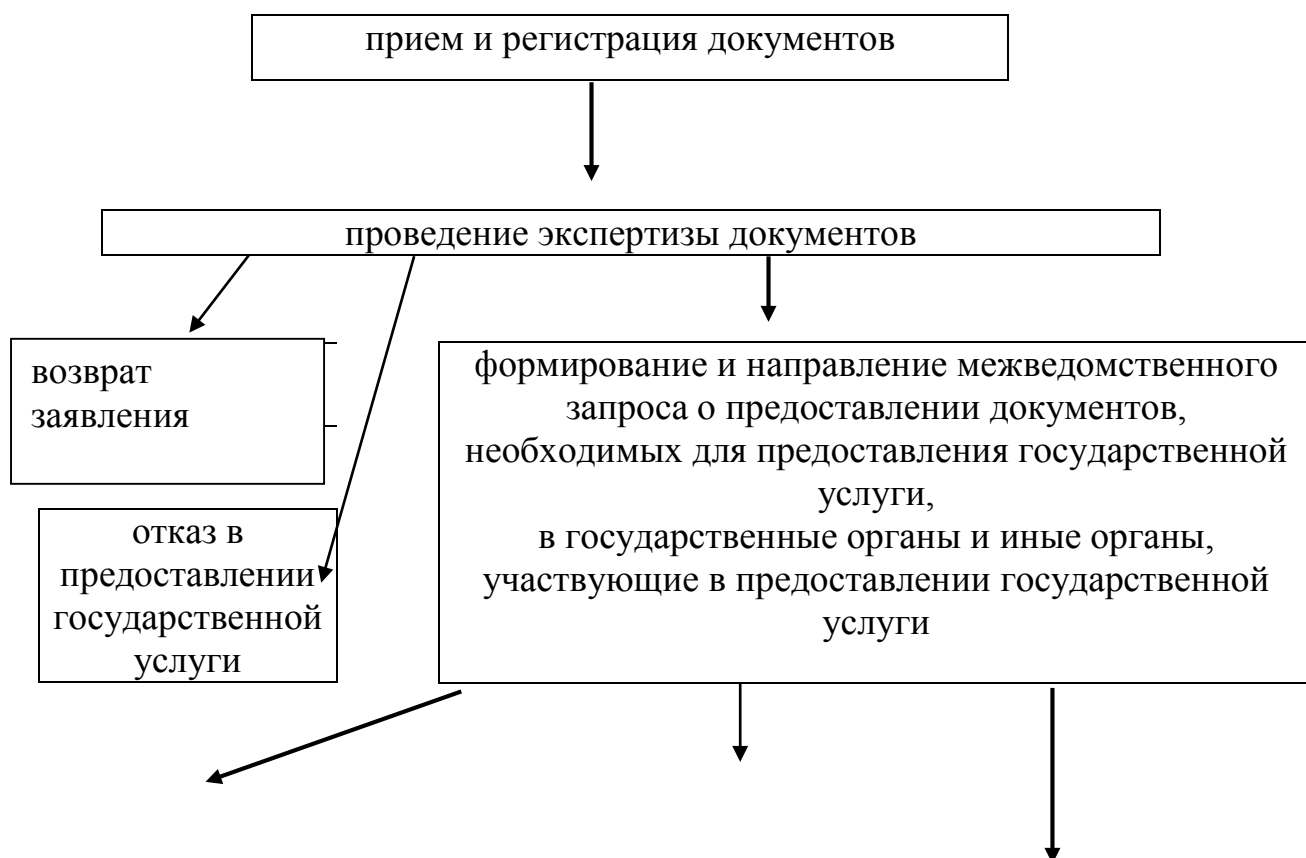 прием и регистрация документов
проведение экспертизы документов
возврат
заявления
отказ в
предоставлении
государственной
услуги
формирование и направление межведомственного
запроса о предоставлении документов,
необходимых для предоставления государственной
услуги,
в государственные органы и иные органы,
участвующие в предоставлении государственной
услуги